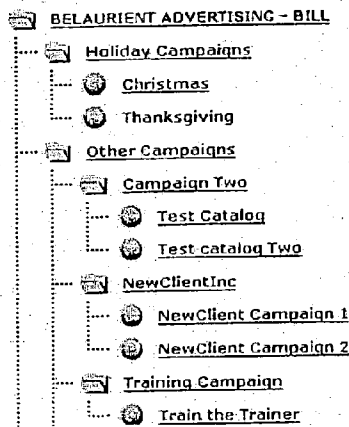 BELAURIENT ADVERTISING - BILL
Holiday Campaigns
Christmas
Thanksgiving
Other Campaigns
Campaign Two
Test Catalog
Test catalog Two
NewClientInc
NewClient Campaign 1
NewClient Campaign 2
Training Campaign
Train the Trainer